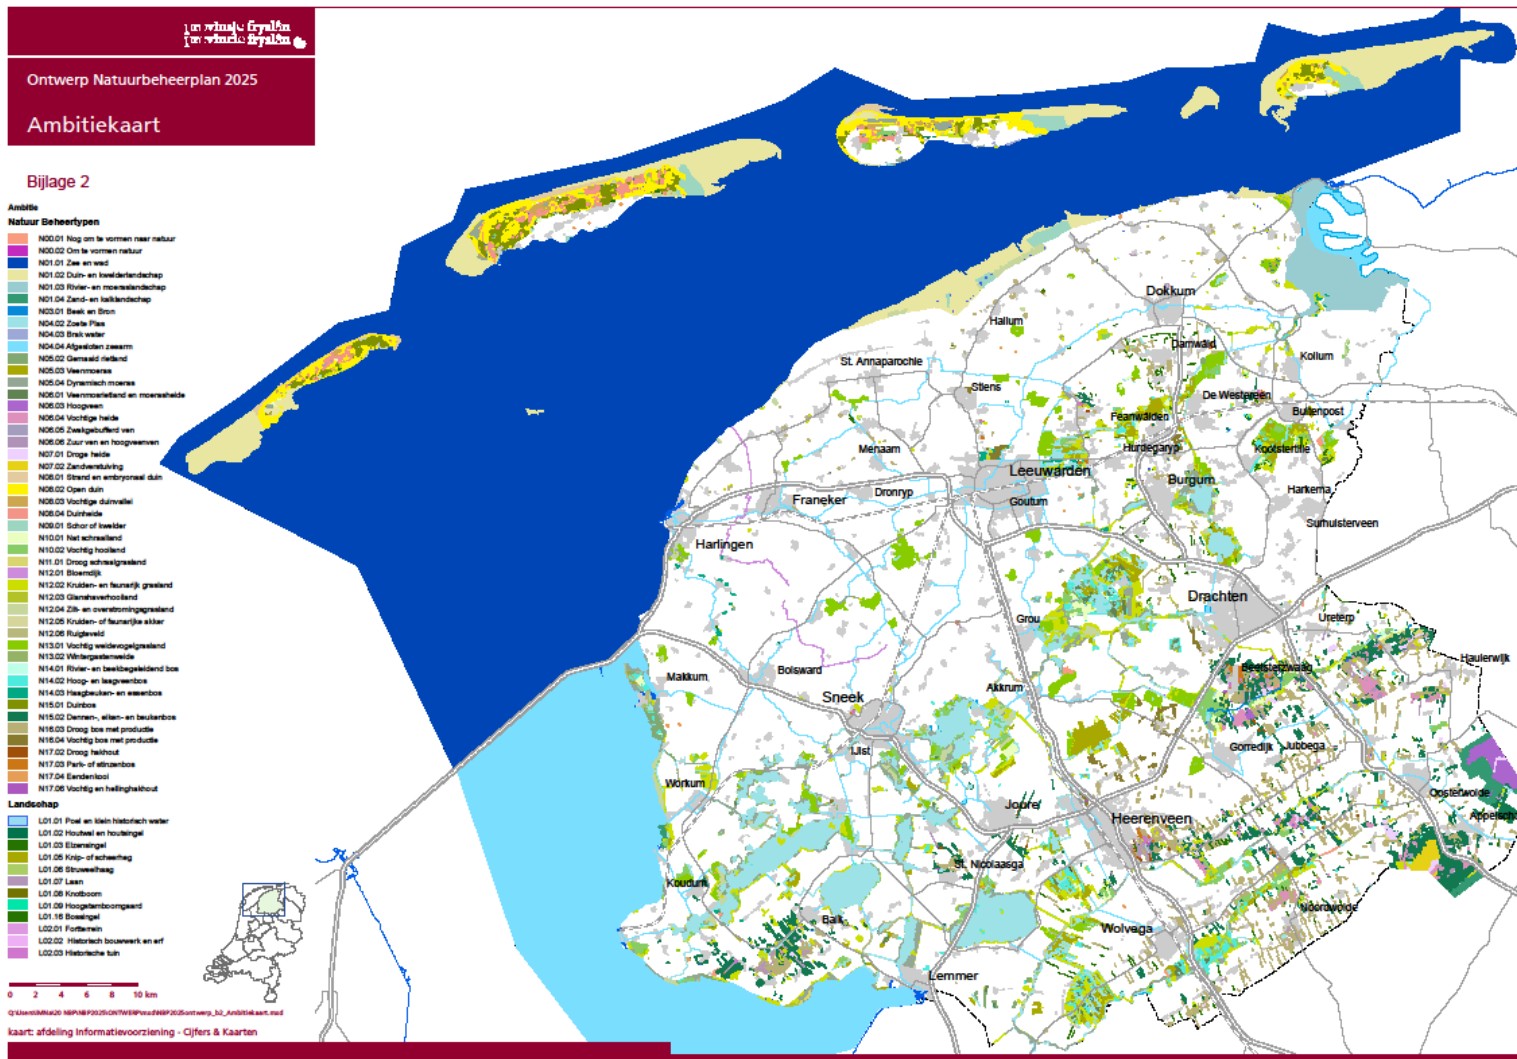 provinsje fryslân
provincie fryslân
Ontwerp Natuurbeheerplan 2025
Ambitiekaart
Bijlage 2
Ambitie
Natuur Beheertypen
N00.01 Nog om te vormen naar natuur
N00.02 Om te vormen natuur
N01.01 Zee en wad
N01.02 Duin- en kwelderlandschap
N01.03 Rivier- en moeraslandschap
N01.04 Zand- en kalklandschap
N03.01 Beek en Bron
N04.02 Zoete Plas
N04.03 Brak water
N04.04 Afgesloten zeearm
N05.02 Gemaaid rietland
N05.03 Veenmoeras
N05.04 Dynamisch moeras
N06.01 Veenmosrietland en moerasheide
N06.03 Hoogveen
N06.04 Vochtige heide
N06.05 Zwakgebufferd ven
N06.06 Zuur ven en hoogveenven
N07.01 Droge heide
N07.02 Zandverstuiving
N08.01 Strand en embryonaal duin
N08.02 Open duin
N08.03 Vochtige duinvallei
N08.04 Duinheide
N09.01 Schor of kwelder
N10.01 Nat schraalland
N10.02 Vochtig hooiland
N11.01 Droog schraalgrasland
N12.01 Bloemdijk
N12.02 Kruiden- en faunarijk grasland
N12.03 Glanshaverhooiland
N12.04 Zilt- en overstromingsgrasland
N12.05 Kruiden- of faunarijke akker
N12.06 Ruigteveld
N13.01 Vochtig weidevogelgrasland
N13.02 Wintergastenweide
N14.01 Rivier- en beekbegeleidend bos
N14.02 Hoog- en laagveenbos
N14.03 Haagbeuken- en essenbos
N15.01 Duinbos
N15.02 Dennen-, eiken- en beukenbos
N16.03 Droog bos met productie
N16.04 Vochtig bos met productie
N17.02 Droog hakhout
N17.03 Park- of stinzenbos
N17.04 Eendenkooi
N17.06 Vochtig en hellinghakhout
Landschap
L01.01 Poel en klein historisch water
L01.02 Houtwal en houtsingel
L01.03 Elzensingel
L01.05 Knip- of scheerheg
L01.06 Struweelhaag
L01.07 Laan
L01.08 Knotboom
L01.09 Hoogstamboomgaard
L01.16 Bossingel
L02.01 Fortterrein
L02.02 Historisch bouwwerk en erf
L02.03 Historische tuin
0 2 4 6 8 10 km
kaart: afdeling Informatievoorziening - Cijfers & Kaarten
Dokkum
Hallum
Damwâld
Kollum
St. Annaparochie
Stiens
De Westereen
Buitenpost
Feanwâlden
Menaam
Hurdegaryp
Kootstertille
Leeuwarden
Burgum
Harkema
Franeker
Dronryp
Goutum
Surhuisterveen
Harlingen
Drachten
Grou
Ureterp
Haulerwijk
Makkum
Bolsward
Beetsterzwaag
Sneek
Akkrum
IJlst
Gorredijk
Jubbega
Workum
Joure
Heerenveen
Oosterwolde
Appelscha
St. Nicolaasga
Koudum
Balk
Noordwolde
Wolvega
Lemmer